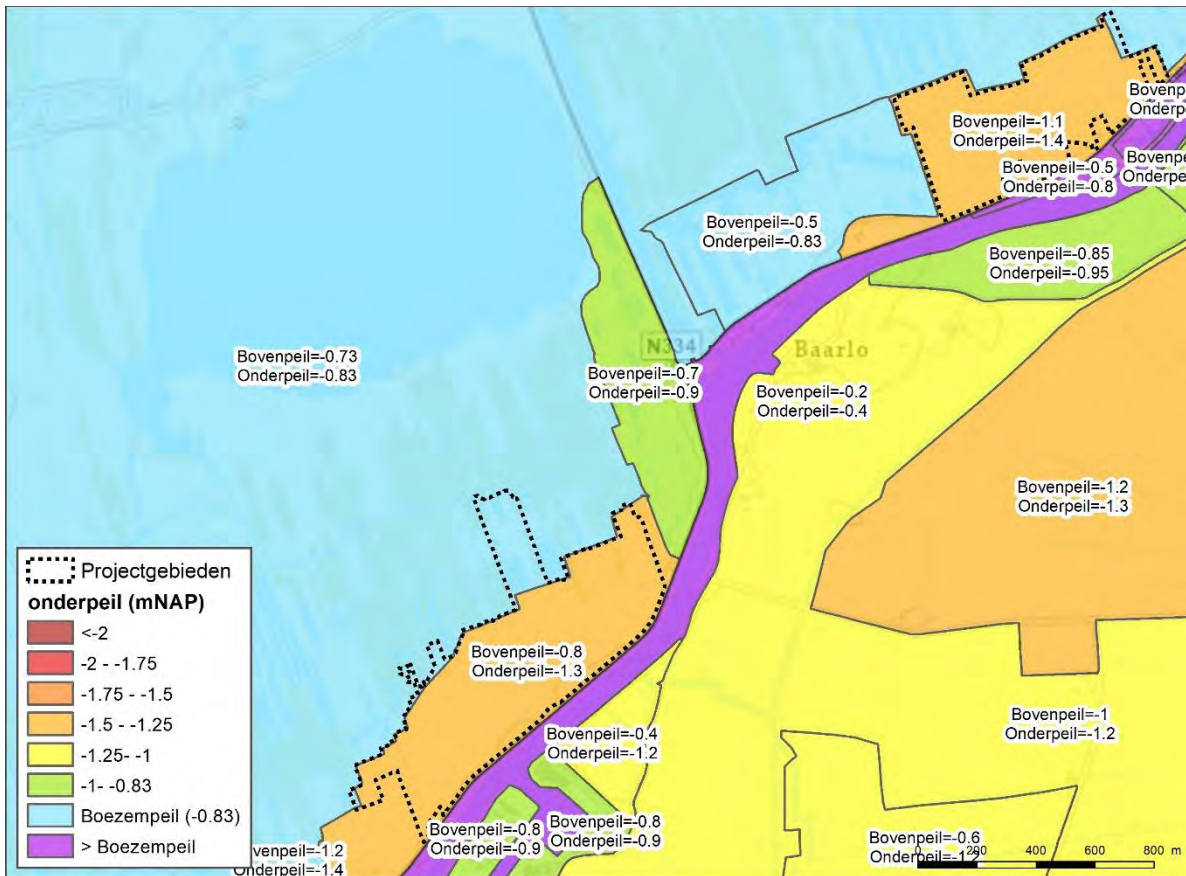 Bovenpeil=-1.1
Onderpeil=-1.4
Bovenpeil=-0.5
Onderpeil=-0.8
Bovenpeil=-0.5
Onderpeil=-0.83
Bovenpeil=-0.85
Onderpeil=-0.95
N334
Baarlo
Bovenpeil=-0.73
Onderpeil=-0.83
Bovenpeil=-0.7
Onderpeil=-0.9
Bovenpeil=-0.2
Onderpeil=-0.4
Bovenpeil=-1.2
Onderpeil=-1.3
Bovenpeil=-0.8
Onderpeil=-1.3
Bovenpeil=-0.4
Onderpeil=-1.2
Bovenpeil=-1
Onderpeil=-1.2
Bovenpeil=-0.8
Onderpeil=-0.9
Bovenpeil=-0.8
Onderpeil=-0.9
Bovenpeil=-0.6
ovenpeil=-1.2
Onderpeil=-1.4
Projectgebieden
onderpeil (mNAP)
<-2
-2 - -1.75
-1.75 - -1.5
-1.5 - -1.25
-1.25- -1
-1- -0.83
Boezempeil (-0.83)
> Boezempeil
0 200 400 600 800 m